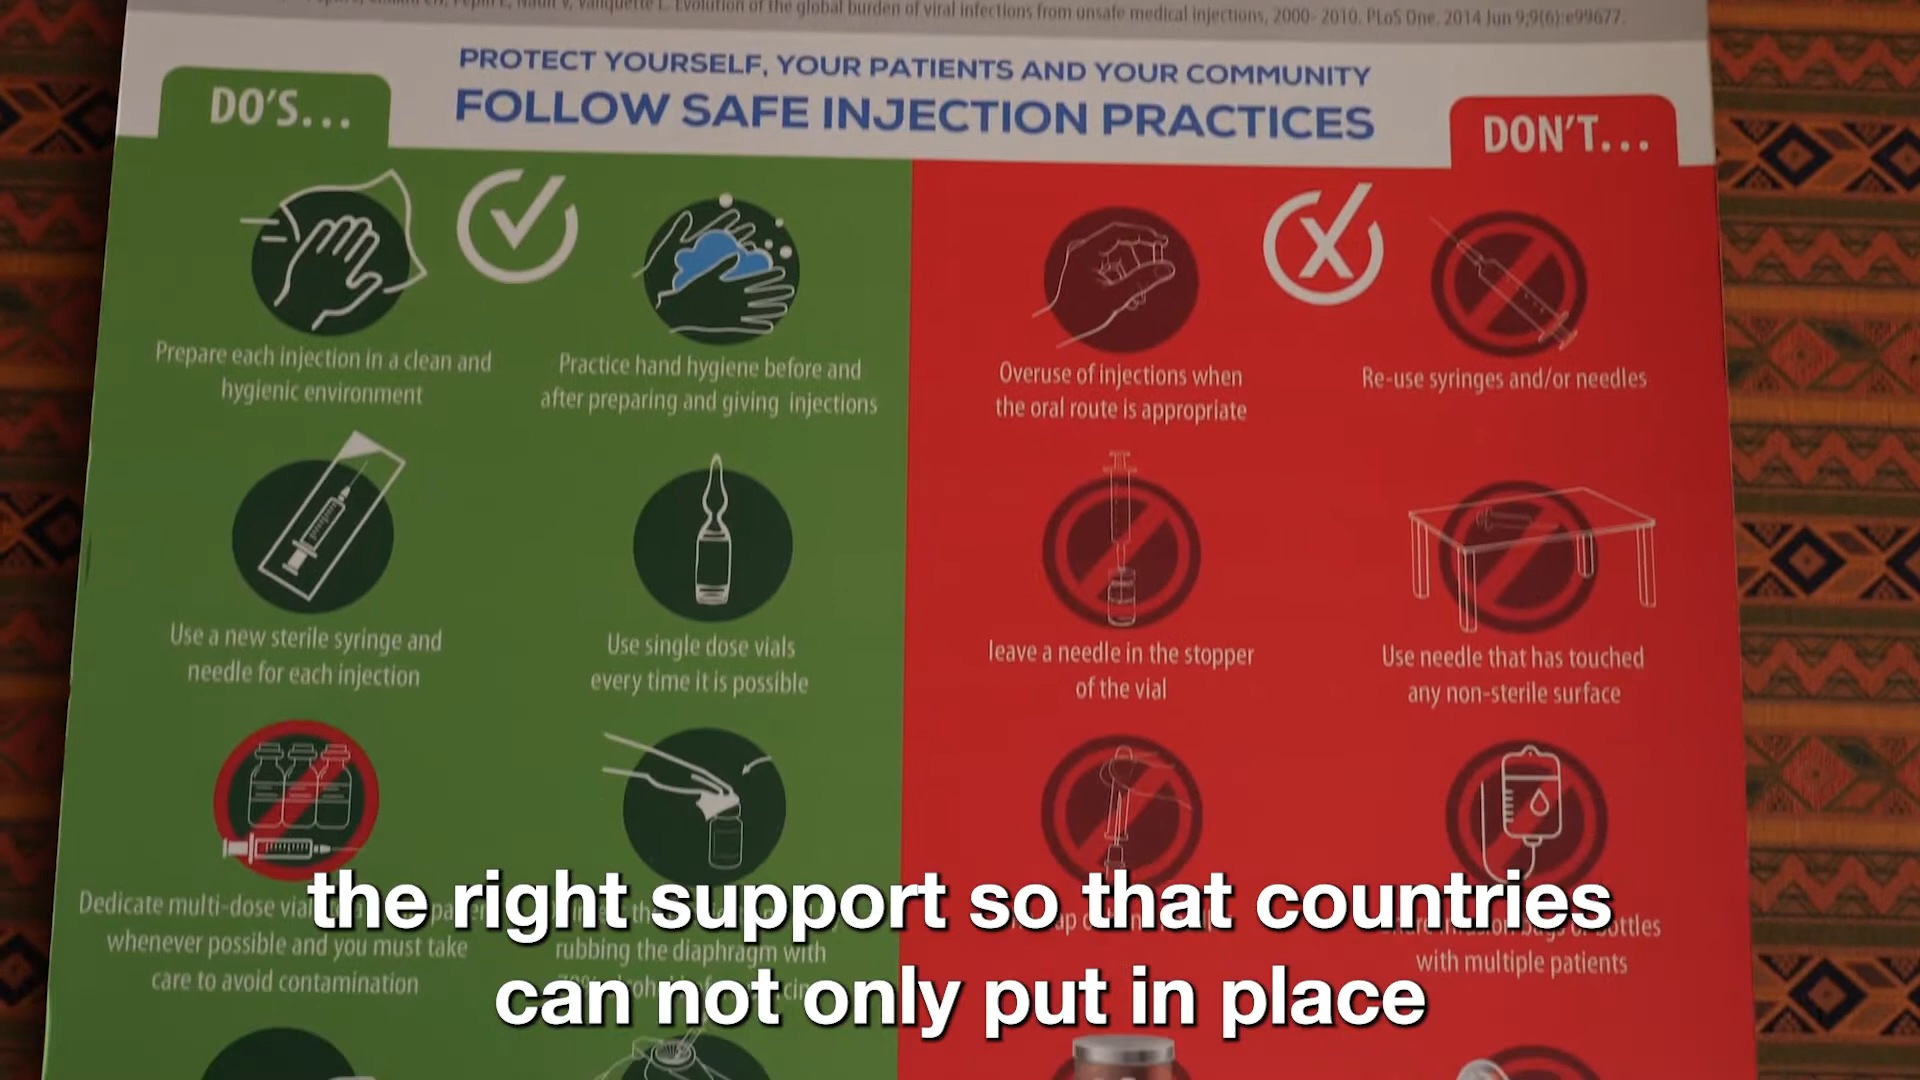 Evolution of the global burden of viral infections from unsafe medical injections, 2000- 2010. PLoS One. 2014 Jun 9;9(6):e99677.
PROTECT YOURSELF, YOUR PATIENTS AND YOUR COMMUNITY
FOLLOW SAFE INJECTION PRACTICES
DO'S...
DON'T...
Prepare each injection in a clean and
hygienic environment
Practice hand hygiene before and
after preparing and giving injections
Overuse of injections when
the oral route is appropriate
Re-use syringes and/or needles
Use a new sterile syringe and
needle for each injection
Use single dose vials
every time it is possible
leave a needle in the stopper
of the vial
Use needle that has touched
any non-sterile surface
Dedicate multi-dose
whenever possible and you must take
care to avoid contamination
rubbing the diaphragm with
with multiple patients
the right support so that countries
can not only put in place